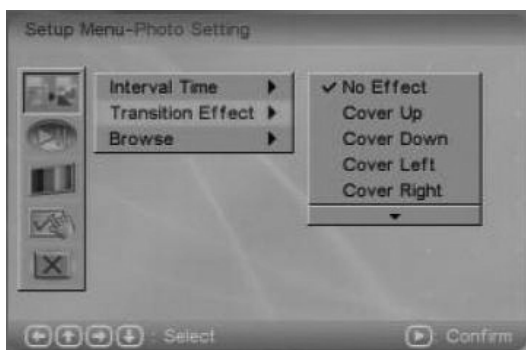 Setup Menu-Photo Setting
Interval Time
Transition Effect
Browse
No Effect
Cover Up
Cover Down
Cover Left
Cover Right
: Select
: Confirm